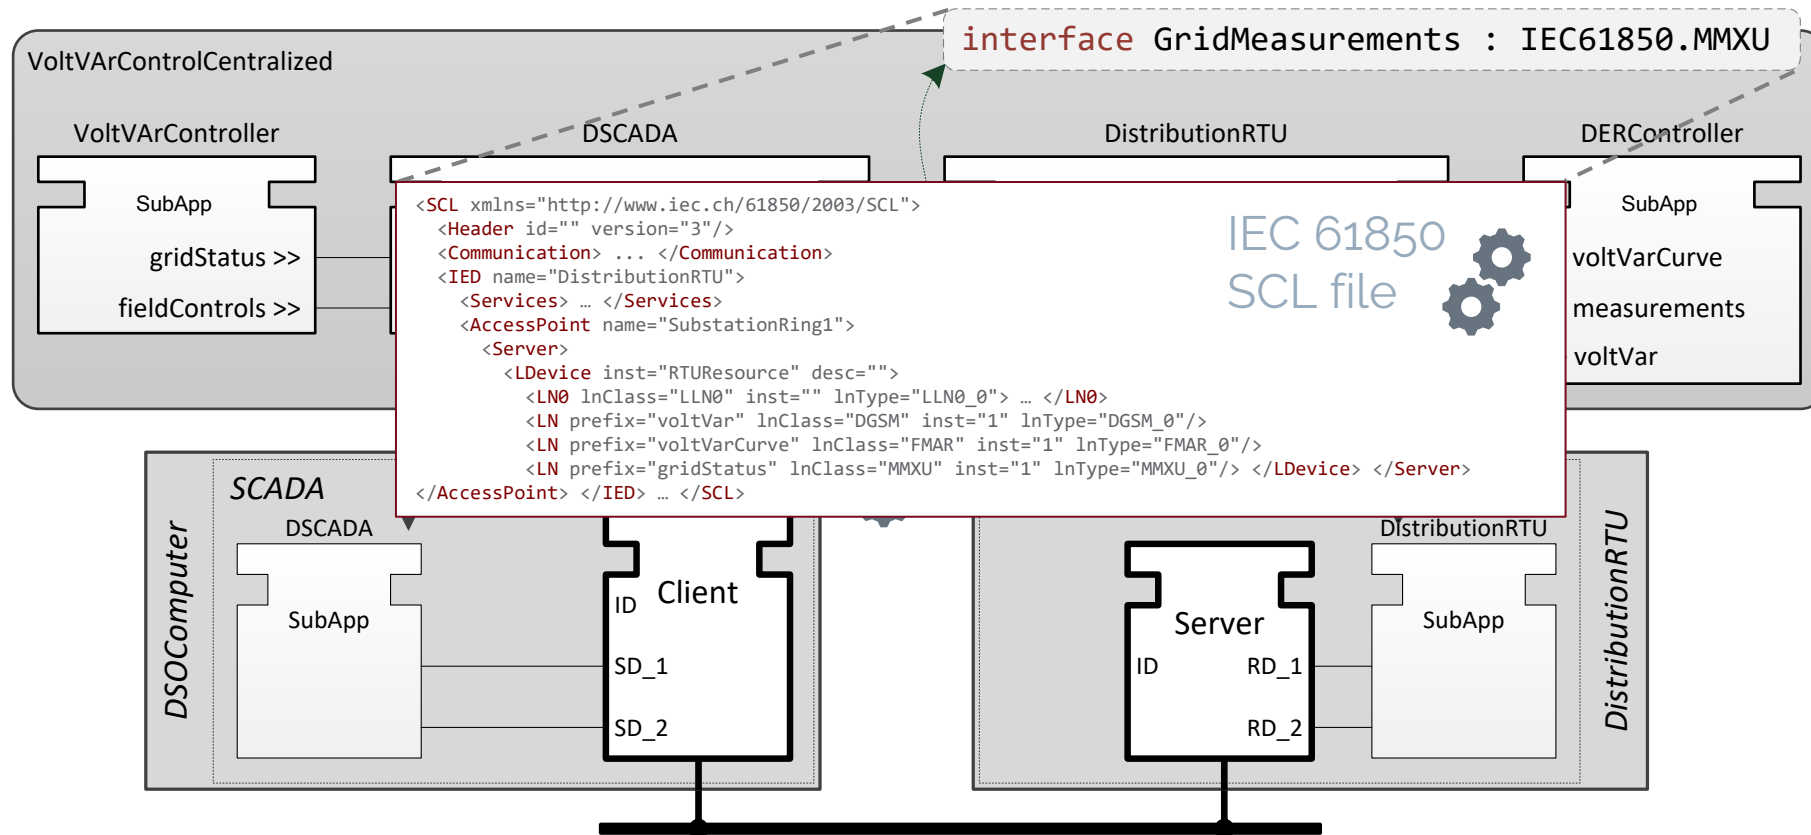 interface GridMeasurements : IEC61850.MMXU
VoltVArControlCentralized
VoltVArController
DSCADA
DistributionRTU
DERController
SubApp
gridStatus >>
fieldControls >>
SubApp
voltVarCurve
measurements
voltVar
<SCL xmlns="http://www.iec.ch/61850/2003/SCL">
<Header id="" version="3"/>
<Communication> ... </Communication>
<IED name="DistributionRTU">
<Services> … </Services>
<AccessPoint name="SubstationRing1">
<Server>
<LDevice inst="RTUResource" desc="">
<LN0 lnClass="LLN0" inst="" lnType="LLN0_0"> … </LN0>
<LN prefix="voltVar" lnClass="DGSM" inst="1" lnType="DGSM_0"/>
<LN prefix="voltVarCurve" lnClass="FMAR" inst="1" lnType="FMAR_0"/>
<LN prefix="gridStatus" lnClass="MMXU" inst="1" lnType="MMXU_0"/> </LDevice> </Server>
</AccessPoint> </IED> … </SCL>
IEC 61850
SCL file
DSOComputer
SCADA
DSCADA
SubApp
Client
ID
SD_1
SD_2
Server
ID
RD_1
RD_2
DistributionRTU
SubApp
DistributionRTU